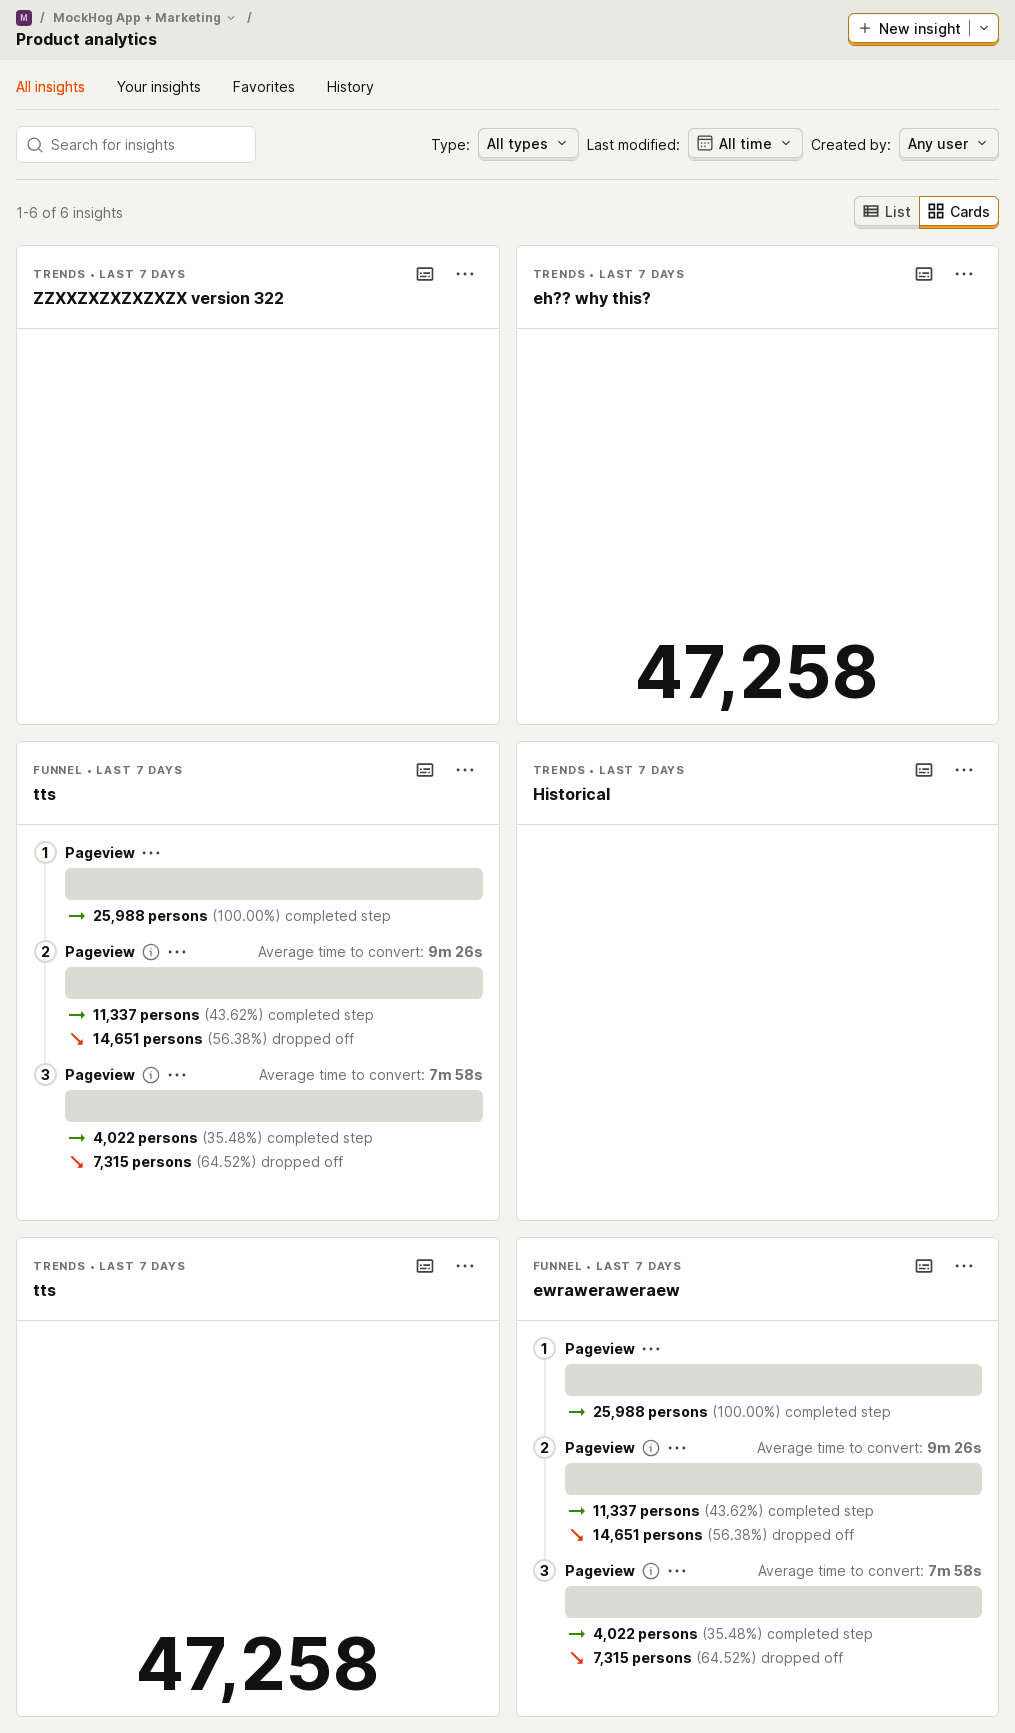 M / MockHog App + Marketing /
Product analytics
+ New insight
All insights Your insights Favorites History
Search for insights
Type: All types Last modified: All time Created by: Any user
1-6 of 6 insights
List Cards
TRENDS • LAST 7 DAYS
ZZXXZXZXZXZXZX version 322
TRENDS • LAST 7 DAYS
eh?? why this?
47,258
FUNNEL • LAST 7 DAYS
tts
1 Pageview
25,988 persons (100.00%) completed step
2 Pageview Average time to convert: 9m 26s
11,337 persons (43.62%) completed step
14,651 persons (56.38%) dropped off
3 Pageview Average time to convert: 7m 58s
4,022 persons (35.48%) completed step
7,315 persons (64.52%) dropped off
TRENDS • LAST 7 DAYS
Historical
TRENDS • LAST 7 DAYS
tts
47,258
FUNNEL • LAST 7 DAYS
ewraweraweraew
1 Pageview
25,988 persons (100.00%) completed step
2 Pageview Average time to convert: 9m 26s
11,337 persons (43.62%) completed step
14,651 persons (56.38%) dropped off
3 Pageview Average time to convert: 7m 58s
4,022 persons (35.48%) completed step
7,315 persons (64.52%) dropped off